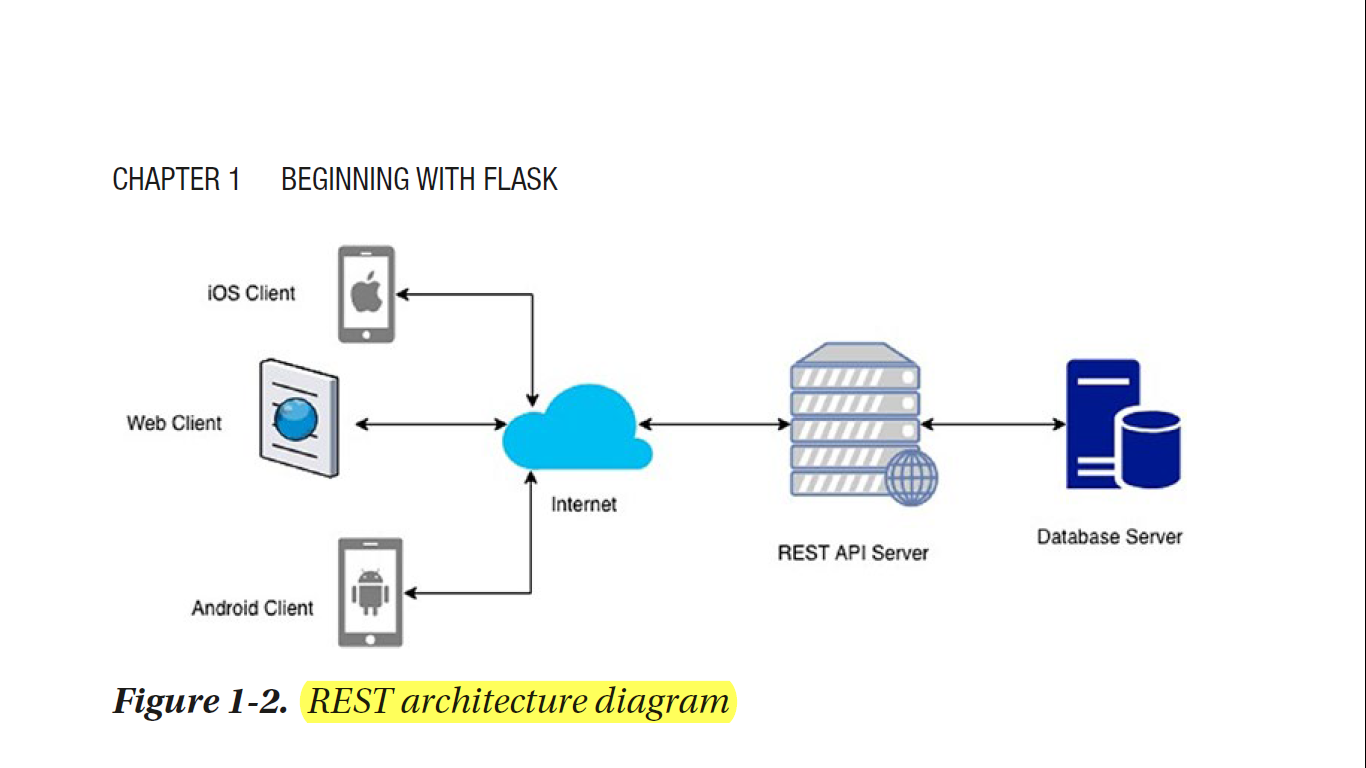 CHAPTER 1 BEGINNING WITH FLASK
iOS Client
Web Client
Internet
REST API Server
Database Server
Android Client
Figure 1-2. REST architecture diagram